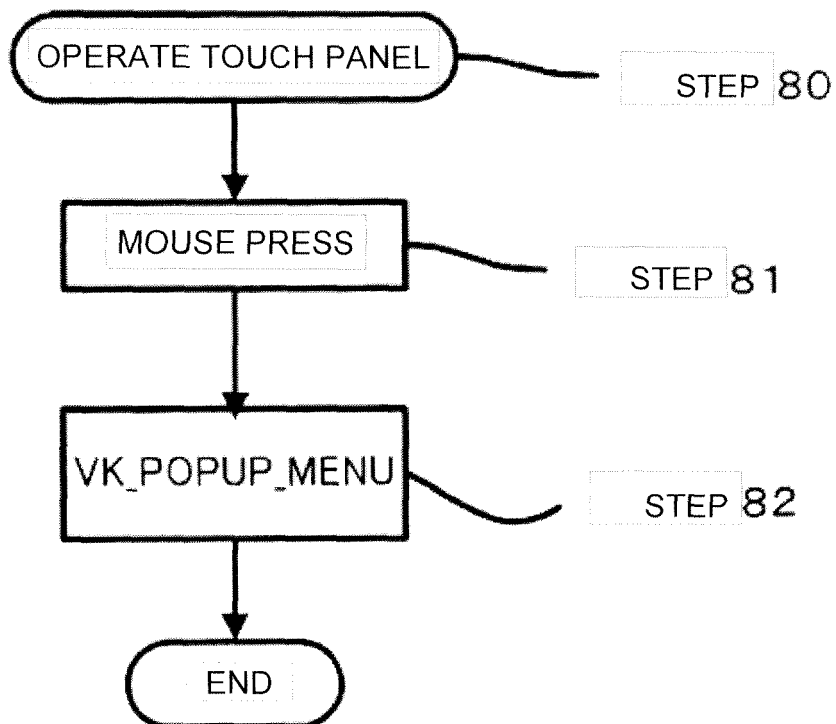 OPERATE TOUCH PANEL
STEP 80
MOUSE PRESS
STEP 81
VK_POPUP_MENU
STEP 82
END